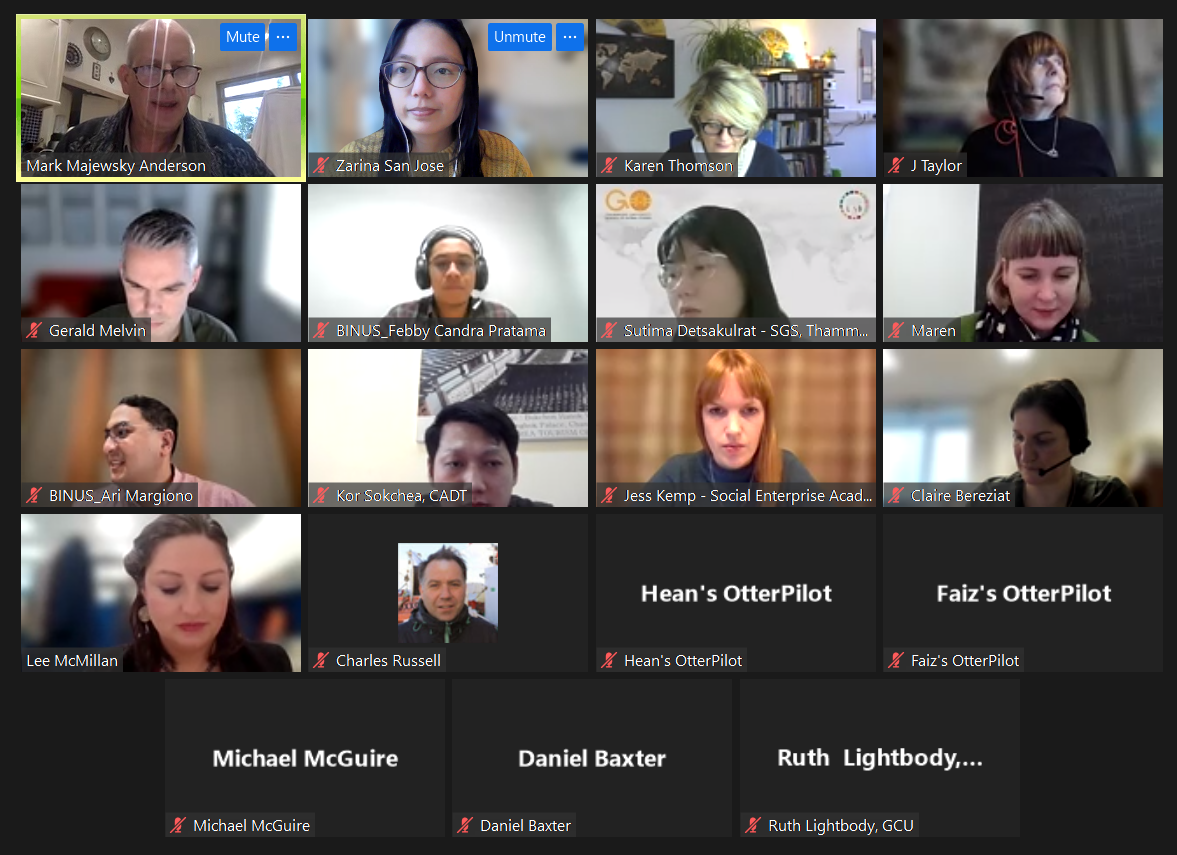 Mute ...
Unmute ...
Mark Majewsky Anderson
Zarina San Jose
Karen Thomson
J Taylor
GO
Gerald Melvin
BINUS_Febby Candra Pratama
Sutima Detsakulrat - SGS, Thamm...
Maren
BINUS_Ari Margiono
Kor Sokchea, CADT
Jess Kemp - Social Enterprise Acad...
Claire Bereziat
Lee McMillan
Charles Russell
Hean's OtterPilot
Hean's OtterPilot
Faiz's OtterPilot
Faiz's OtterPilot
Michael McGuire
Michael McGuire
Daniel Baxter
Daniel Baxter
Ruth Lightbody,...
Ruth Lightbody, GCU